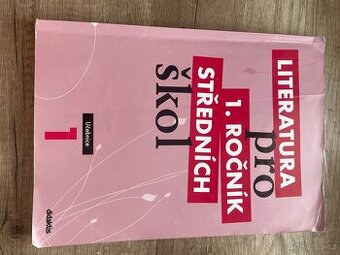 LITERATURA
pro
1. ROČNÍK
STŘEDNÍCH
škol
Učebnice
1
didaktis